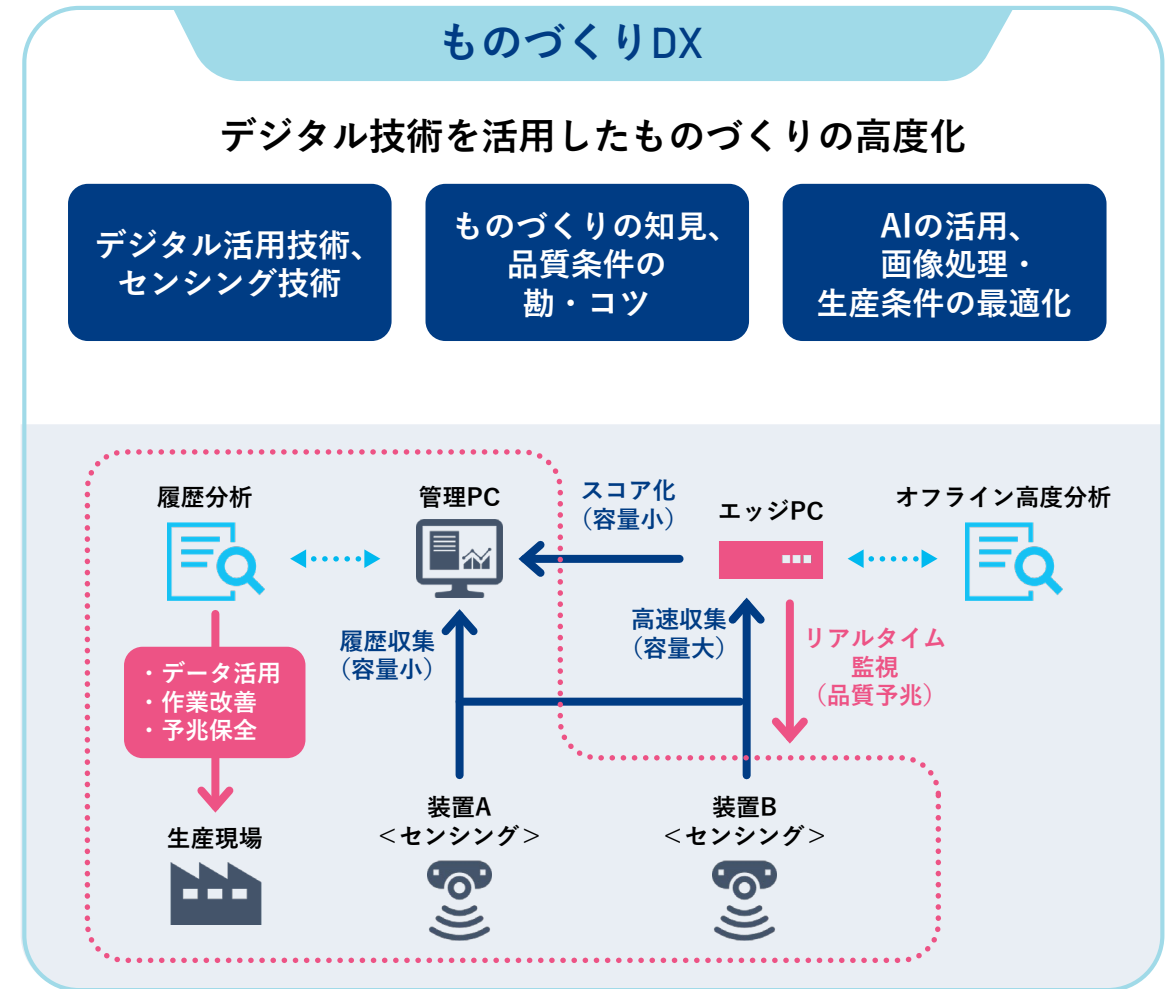 ものづくりDX
デジタル技術を活用したものづくりの高度化
デジタル活用技術、
センシング技術
ものづくりの知見、
品質条件の
勘・コツ
AIの活用、
画像処理・
生産条件の最適化
履歴分析
管理PC
スコア化
（容量小）
エッジPC
オフライン高度分析
履歴収集
（容量小）
高速収集
（容量大）
リアルタイム
監視
（品質予兆）
・データ活用
・作業改善
・予兆保全
生産現場
装置A
＜センシング＞
装置B
＜センシング＞